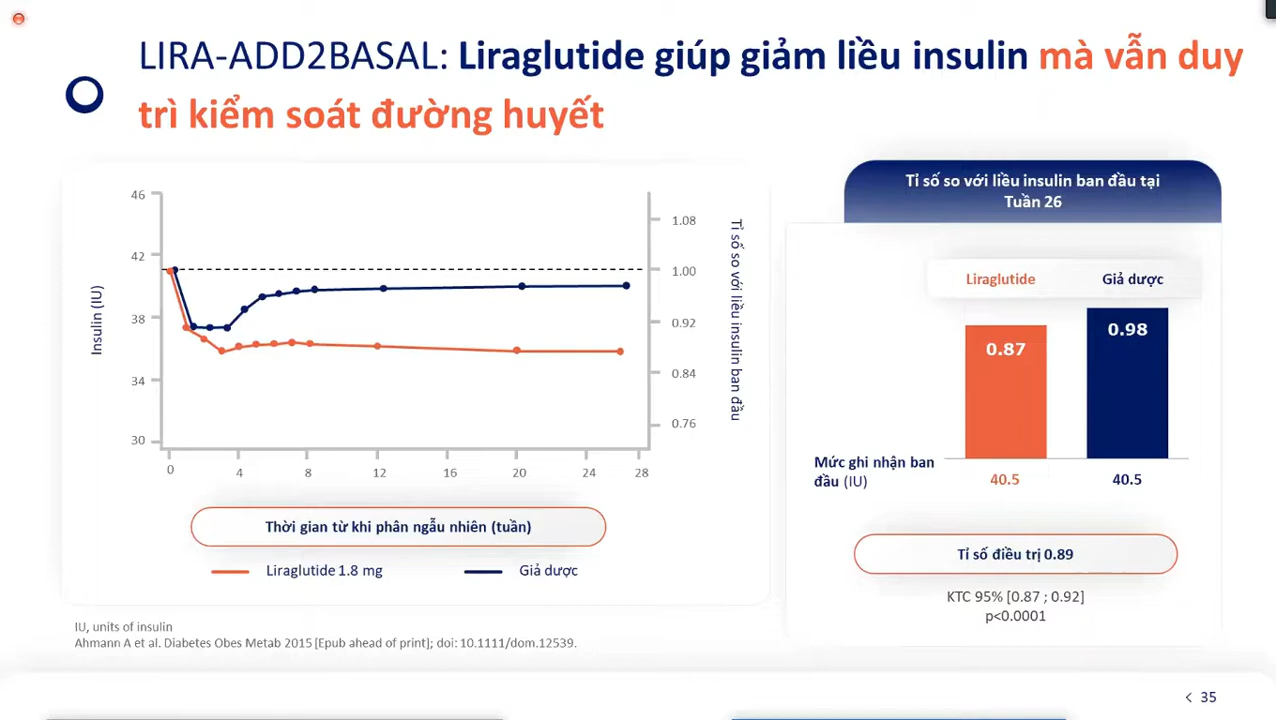 LIRA-ADD2BASAL: Liraglutide giúp giảm liều insulin mà vẫn duy
trì kiểm soát đường huyết
46
42
38
34
30
Insulin (IU)
1.08
1.00
0.92
0.84
0.76
Tỉ số so với liều insulin ban đầu
0
4
8
12
16
20
24
28
Thời gian từ khi phân ngẫu nhiên (tuần)
Liraglutide 1.8 mg
Giả dược
Tỉ số so với liều insulin ban đầu tại
Tuần 26
Liraglutide
Giả dược
0.87
0.98
Mức ghi nhận ban
đầu (IU)
40.5
40.5
Tỉ số điều trị 0.89
KTC 95% [0.87 ; 0.92]
p<0.0001
IU, units of insulin
Ahmann A et al. Diabetes Obes Metab 2015 [Epub ahead of print]; doi: 10.1111/dom.12539.
< 35